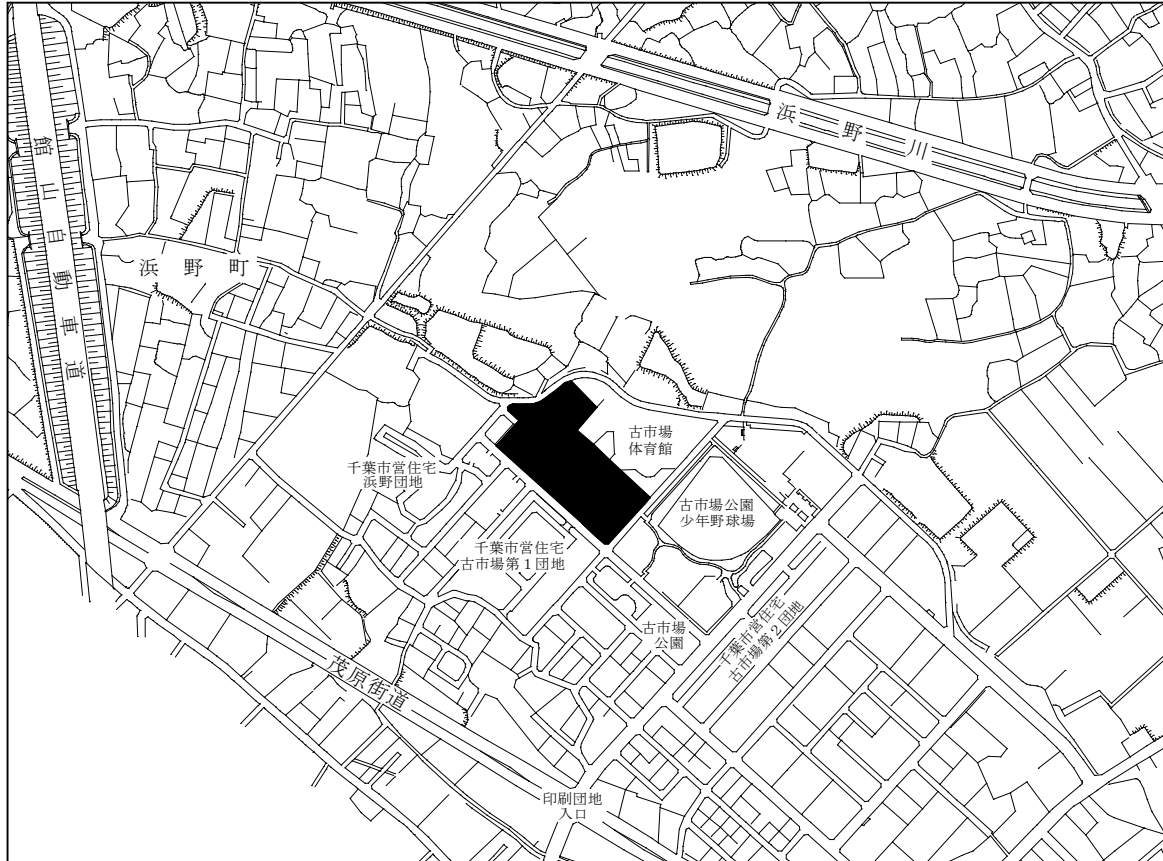 浜野川
館山自動車道
浜野町
古市場
体育館
千葉市営住宅
浜野団地
古市場公園
少年野球場
千葉市営住宅
古市場第1団地
古市場
公園
千葉市営住宅
古市場第2団地
茂原街道
印刷団地
入口